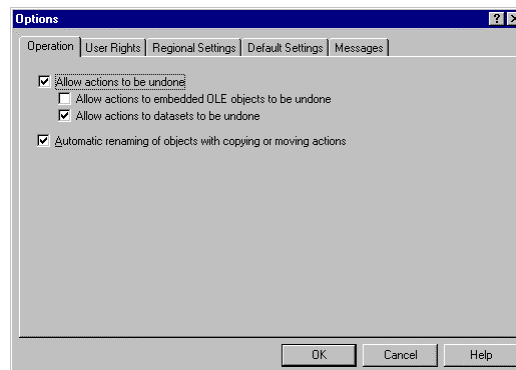 Options
Operation User Rights Regional Settings Default Settings Messages
Allow actions to be undone
Allow actions to embedded OLE objects to be undone
Allow actions to datasets to be undone
Automatic renaming of objects with copying or moving actions
OK Cancel Help